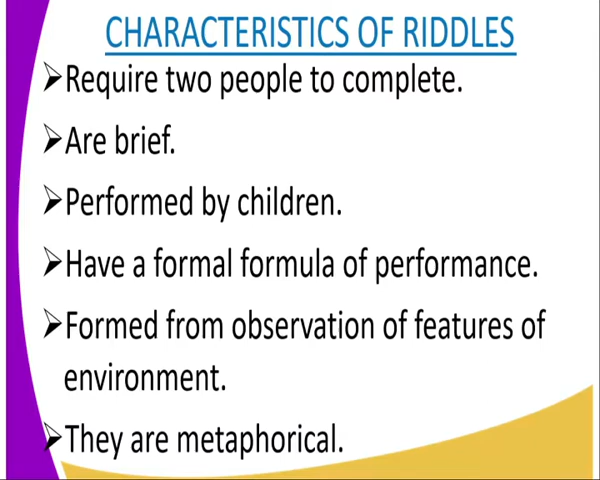 CHARACTERISTICS OF RIDDLES
➢Require two people to complete.
➢Are brief.
➢Performed by children.
➢Have a formal formula of performance.
➢Formed from observation of features of
environment.
➢They are metaphorical.